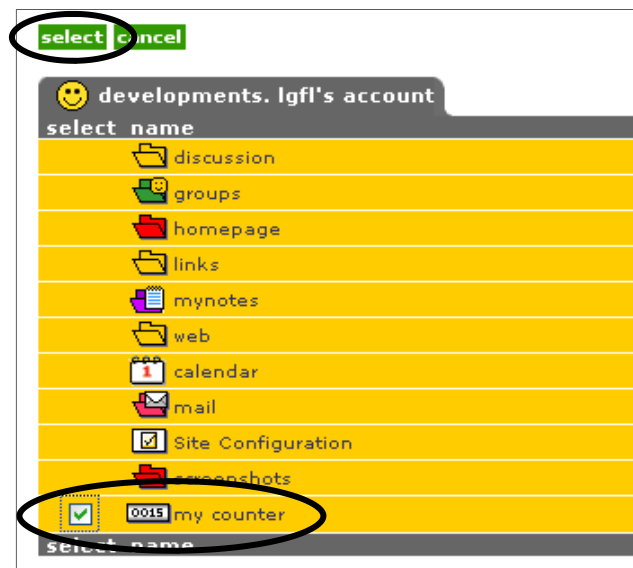 select cancel
developments. lgfl's account
select name
discussion
groups
homepage
links
mynotes
web
1 calendar
mail
Site Configuration
screenshots
0015 my counter
select name